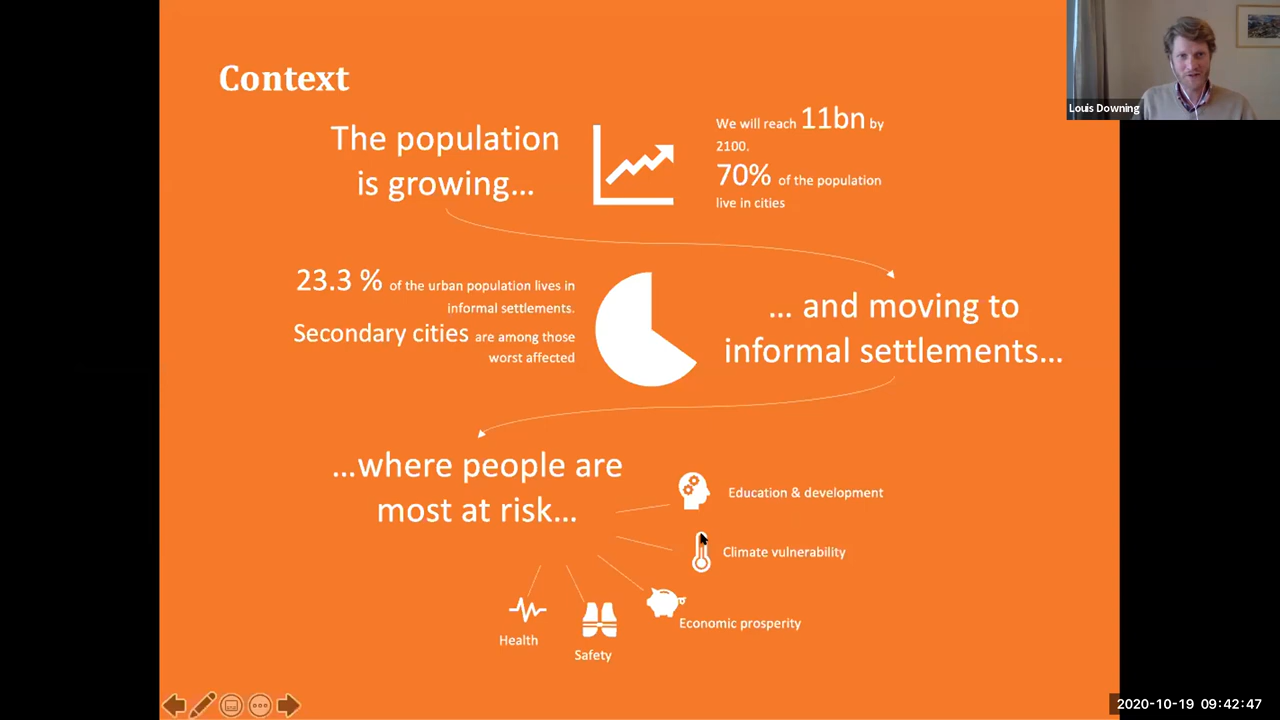 Context
The population
is growing...
We will reach 11bn by
2100.
70% of the population
live in cities
23.3 % of the urban population lives in
informal settlements.
Secondary cities are among those
worst affected
... and moving to
informal settlements...
...where people are
most at risk...
Education & development
Climate vulnerability
Economic prosperity
Health
Safety
Louis Downing
2020-10-19 09:42:47